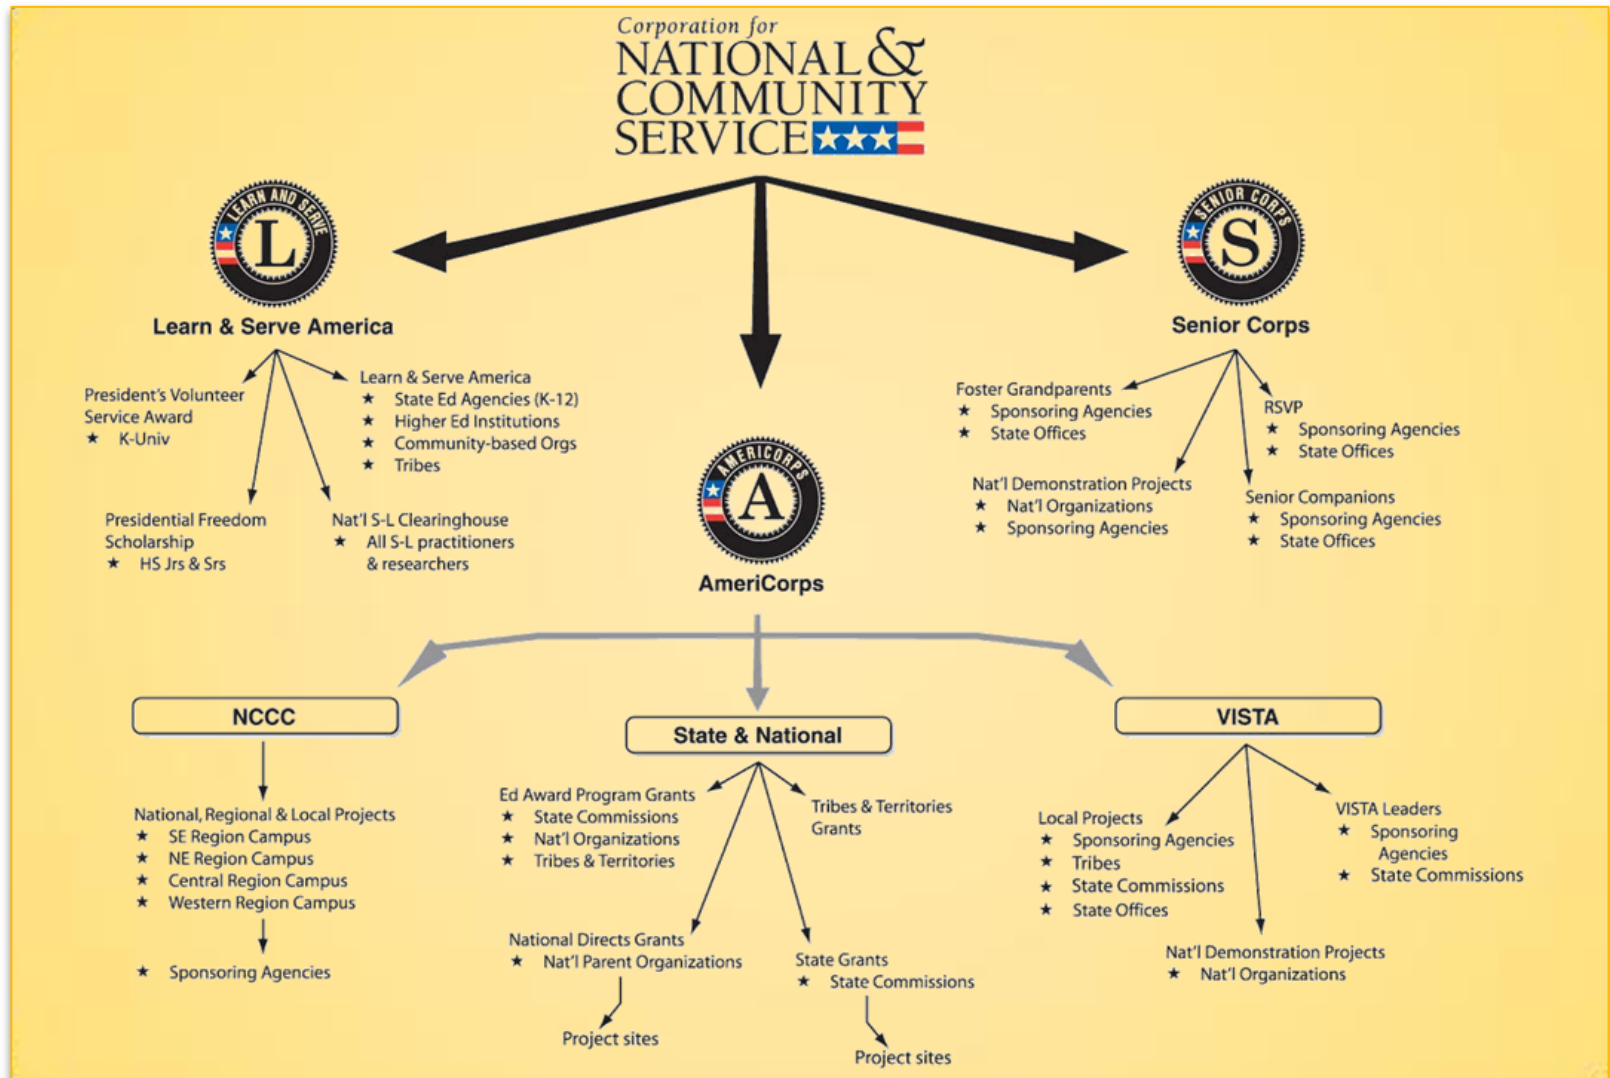 Corporation for
NATIONAL &
COMMUNITY
SERVICE
LEARN AND SERVE
L
Learn & Serve America
President's Volunteer
Service Award
★ K-Univ
Presidential Freedom
Scholarship
★ HS Jrs & Srs
Nat'l S-L Clearinghouse
★ All S-L practitioners
& researchers
Learn & Serve America
★ State Ed Agencies (K-12)
★ Higher Ed Institutions
★ Community-based Orgs
★ Tribes
SENIOR CORPS
S
Senior Corps
Foster Grandparents
★ Sponsoring Agencies
★ State Offices
Nat'l Demonstration Projects
★ Nat'l Organizations
★ Sponsoring Agencies
RSVP
★ Sponsoring Agencies
★ State Offices
Senior Companions
★ Sponsoring Agencies
★ State Offices
AMERICORPS
A
AmeriCorps
NCCC
National, Regional & Local Projects
★ SE Region Campus
★ NE Region Campus
★ Central Region Campus
★ Western Region Campus
★ Sponsoring Agencies
State & National
Ed Award Program Grants
★ State Commissions
★ Nat'l Organizations
★ Tribes & Territories
Tribes & Territories
Grants
National Directs Grants
★ Nat'l Parent Organizations
Project sites
State Grants
★ State Commissions
Project sites
VISTA
Local Projects
★ Sponsoring Agencies
★ Tribes
★ State Commissions
★ State Offices
Nat'l Demonstration Projects
★ Nat'l Organizations
VISTA Leaders
★ Sponsoring
Agencies
★ State Commissions